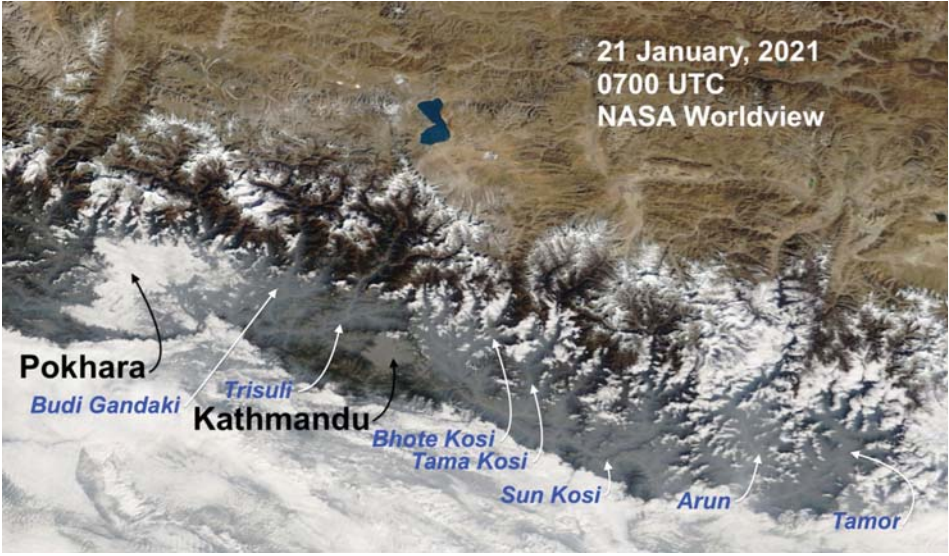 21 January, 2021
0700 UTC
NASA Worldview
Pokhara
Budi Gandaki
Trisuli
Kathmandu
Bhote Kosi
Tama Kosi
Sun Kosi
Arun
Tamor